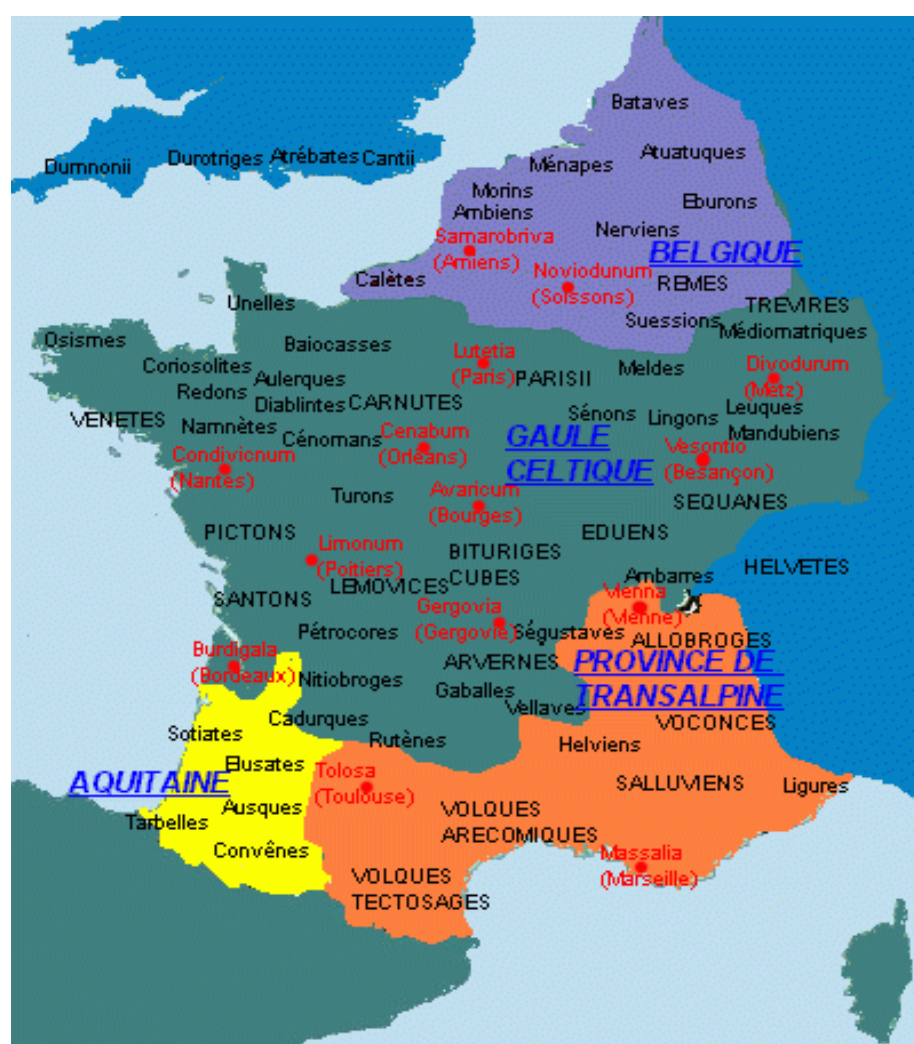 Bataves
Dumnonii
Durotriges
Atrébates
Cantii
Ménapes
Atuatuques
Morins
Ambiens
Eburons
Nerviens
Samarobriva
(Amiens)
BELGIQUE
Calètes
Noviodunum
(Soissons)
REMES
Unelles
TREVIRES
Suessions
Médiomatriques
Osismes
Baiocasses
Coriosolites
Lutetia
(Paris)
PARISII
Meldes
Divodurum
(Metz)
Redons
Aulerques
Diablintes
CARNUTES
VENETES
Namnètes
Cénomans
Cenabum
(Orléans)
Sénons
Lingons
Leuques
Mandubiens
GAULE
CELTIQUE
Condivicnum
(Nantes)
Vesontio
(Besançon)
Turons
Avaricum
(Bourges)
SEQUANES
PICTONS
EDUENS
Limonum
(Poitiers)
BITURIGES
CUBES
LEMOVICES
Ambarres
HELVETES
SANTONS
Vienna
(Vienne)
Gergovia
(Gergovie)
Pétrocores
Ségustaves
ALLOBROGES
Burdigala
(Bordeaux)
Nitiobroges
ARVERNES
PROVINCE DE
TRANSALPINE
Gaballes
Vellaves
Cadurques
VOCONCES
Sotiates
Rutènes
Helviens
Elusates
AQUITAINE
Tolosa
(Toulouse)
SALLUVIENS
Ligures
Ausques
Tarbelles
VOLQUES
ARECOMIQUES
Convênes
Massalia
(Marseille)
VOLQUES
TECTOSAGES